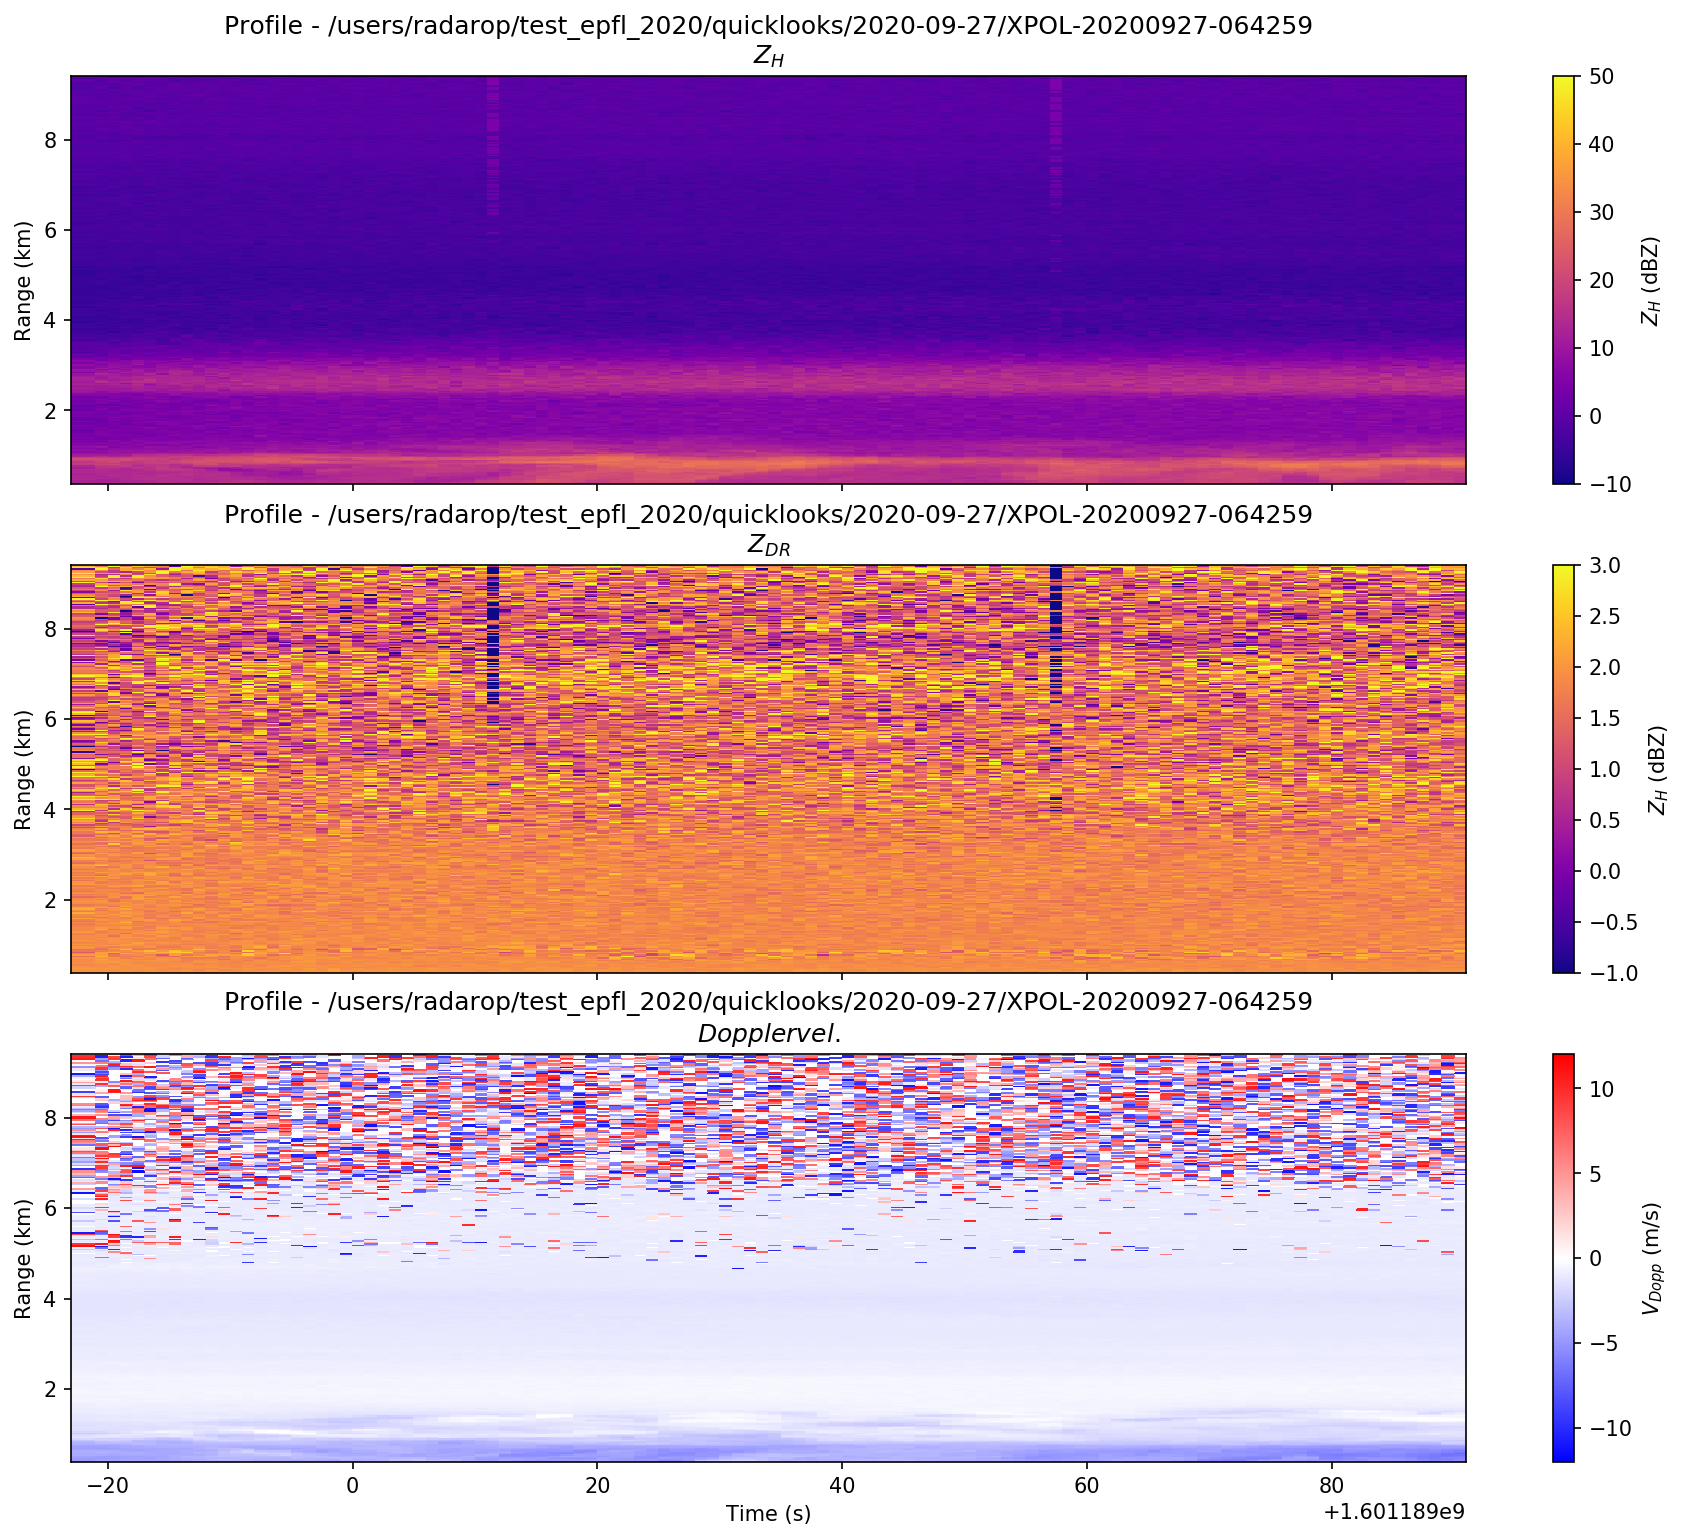 Profile - /users/radarop/test_epfl_2020/quicklooks/2020-09-27/XPOL-20200927-064259
Z_H
Range (km)
8
6
4
2
50
40
30
20
10
0
−10
Z_H (dBZ)
Profile - /users/radarop/test_epfl_2020/quicklooks/2020-09-27/XPOL-20200927-064259
Z_DR
Range (km)
8
6
4
2
3.0
2.5
2.0
1.5
1.0
0.5
0.0
−0.5
−1.0
Z_H (dBZ)
Profile - /users/radarop/test_epfl_2020/quicklooks/2020-09-27/XPOL-20200927-064259
Dopplervel.
Range (km)
8
6
4
2
10
5
0
−5
−10
V_Dopp (m/s)
−20 0 20 40 60 80
Time (s)
+1.601189e9